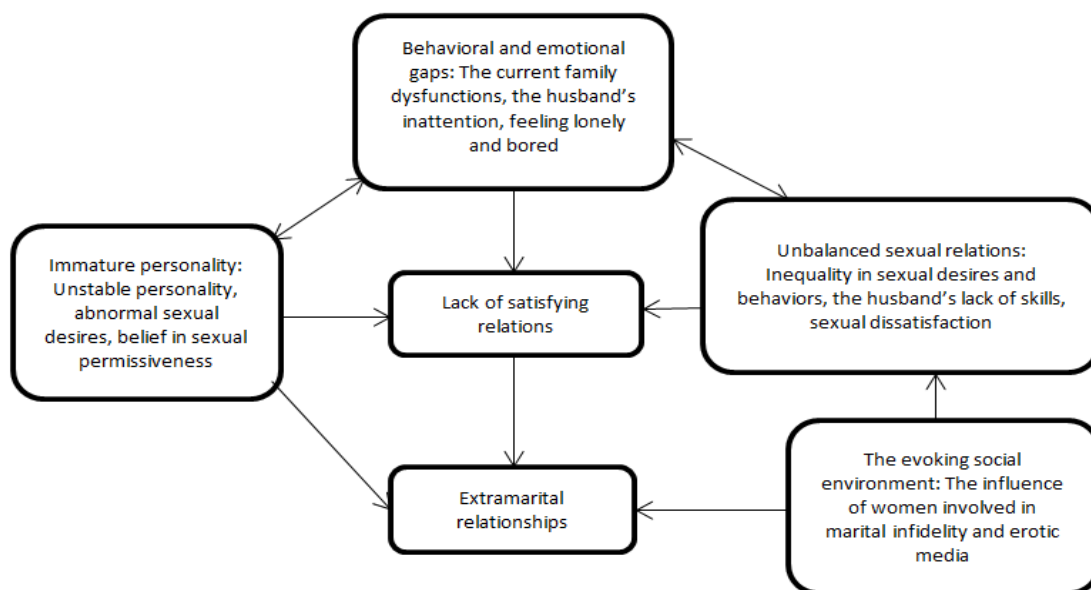 Behavioral and emotional
gaps: The current family
dysfunctions, the husband's
inattention, feeling lonely
and bored
Immature personality:
Unstable personality,
abnormal sexual
desires, belief in sexual
permissiveness
Lack of satisfying
relations
Unbalanced sexual relations:
Inequality in sexual desires and
behaviors, the husband's lack of skills,
sexual dissatisfaction
Extramarital
relationships
The evoking social
environment: The influence
of women involved in
marital infidelity and erotic
media